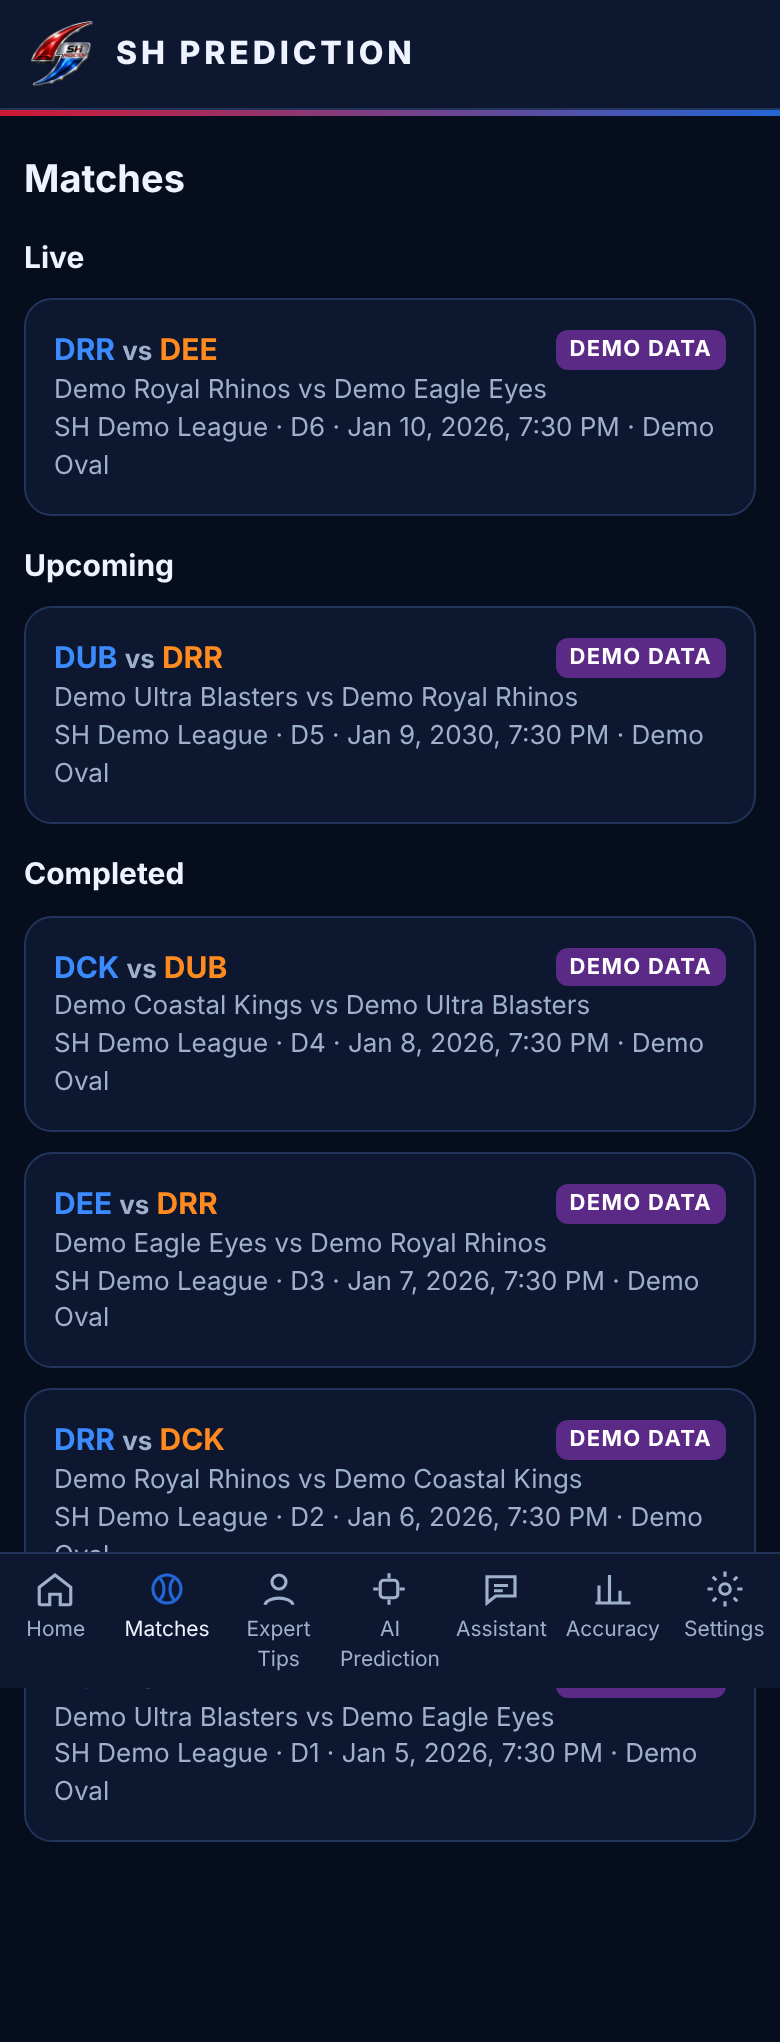 SH
SH PREDICTION
Matches
Live
DRR vs DEE
DEMO DATA
Demo Royal Rhinos vs Demo Eagle Eyes
SH Demo League · D6 · Jan 10, 2026, 7:30 PM · Demo
Oval
Upcoming
DUB vs DRR
DEMO DATA
Demo Ultra Blasters vs Demo Royal Rhinos
SH Demo League · D5 · Jan 9, 2030, 7:30 PM · Demo
Oval
Completed
DCK vs DUB
DEMO DATA
Demo Coastal Kings vs Demo Ultra Blasters
SH Demo League · D4 · Jan 8, 2026, 7:30 PM · Demo
Oval
DEE vs DRR
DEMO DATA
Demo Eagle Eyes vs Demo Royal Rhinos
SH Demo League · D3 · Jan 7, 2026, 7:30 PM · Demo
Oval
DRR vs DCK
DEMO DATA
Demo Royal Rhinos vs Demo Coastal Kings
SH Demo League · D2 · Jan 6, 2026, 7:30 PM · Demo
Home
Matches
Expert
Tips
AI
Prediction
Assistant
Accuracy
Settings
Demo Ultra Blasters vs Demo Eagle Eyes
SH Demo League · D1 · Jan 5, 2026, 7:30 PM · Demo
Oval